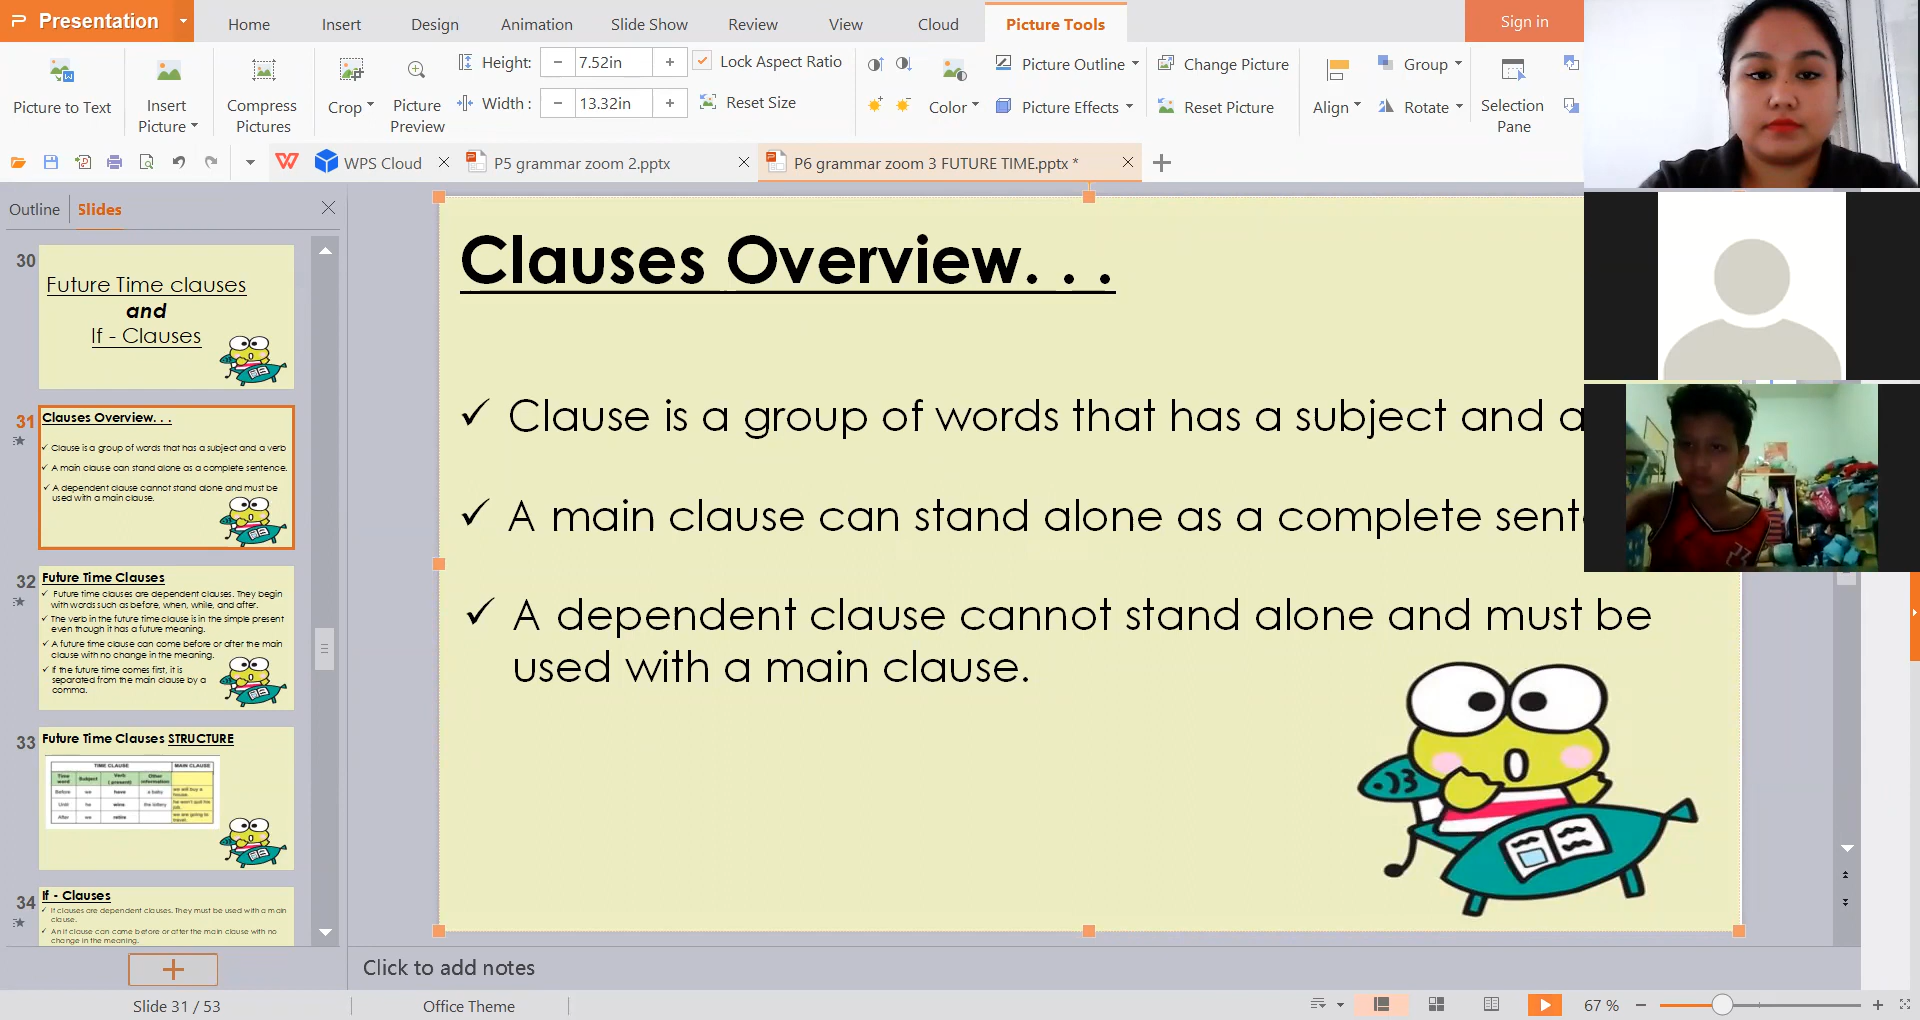 Presentation
Home
Insert
Design
Animation
Slide Show
Review
View
Cloud
Picture Tools
Sign in
Picture to Text
Insert
Picture
Compress
Pictures
Crop
Picture
Preview
Height:
7.52in
Width :
13.32in
Lock Aspect Ratio
Reset Size
Color
Picture Outline
Picture Effects
Change Picture
Reset Picture
Align
Group
Rotate
Selection
Pane
WPS Cloud
P5 grammar zoom 2.pptx
P6 grammar zoom 3 FUTURE TIME.pptx *
Outline
Slides
30
Future Time clauses
and
If - Clauses
31
Clauses Overview. . .
Clause is a group of words that has a subject and a verb
A main clause can stand alone as a complete sentence.
A dependent clause cannot stand alone and must be
used with a main clause.
32
Future Time Clauses
Future time clauses are dependent clauses. They begin
with words such as before, when, while, and after.
The verb in the future time clause is in the simple present
even though it has a future meaning.
A future time clause can come before or after the main
clause with no change in the meaning.
If the future time comes first, it is
separated from the main clause by a
comma.
33
Future Time Clauses STRUCTURE
TIME CLAUSE MAIN CLAUSE
Time
word
Subject
Verb
(present)
Other
information
Before we have a baby we will buy a
house.
Until he wins the lottery he won't quit his
job.
After we retire we are going to
travel.
34
If - Clauses
If clauses are dependent clauses. They must be used with a main
clause.
An if clause can come before or after the main clause with no
change in the meaning.
Clauses Overview. . .
Clause is a group of words that has a subject and a
A main clause can stand alone as a complete sent
A dependent clause cannot stand alone and must be
used with a main clause.
Click to add notes
Slide 31 / 53
Office Theme
67 %